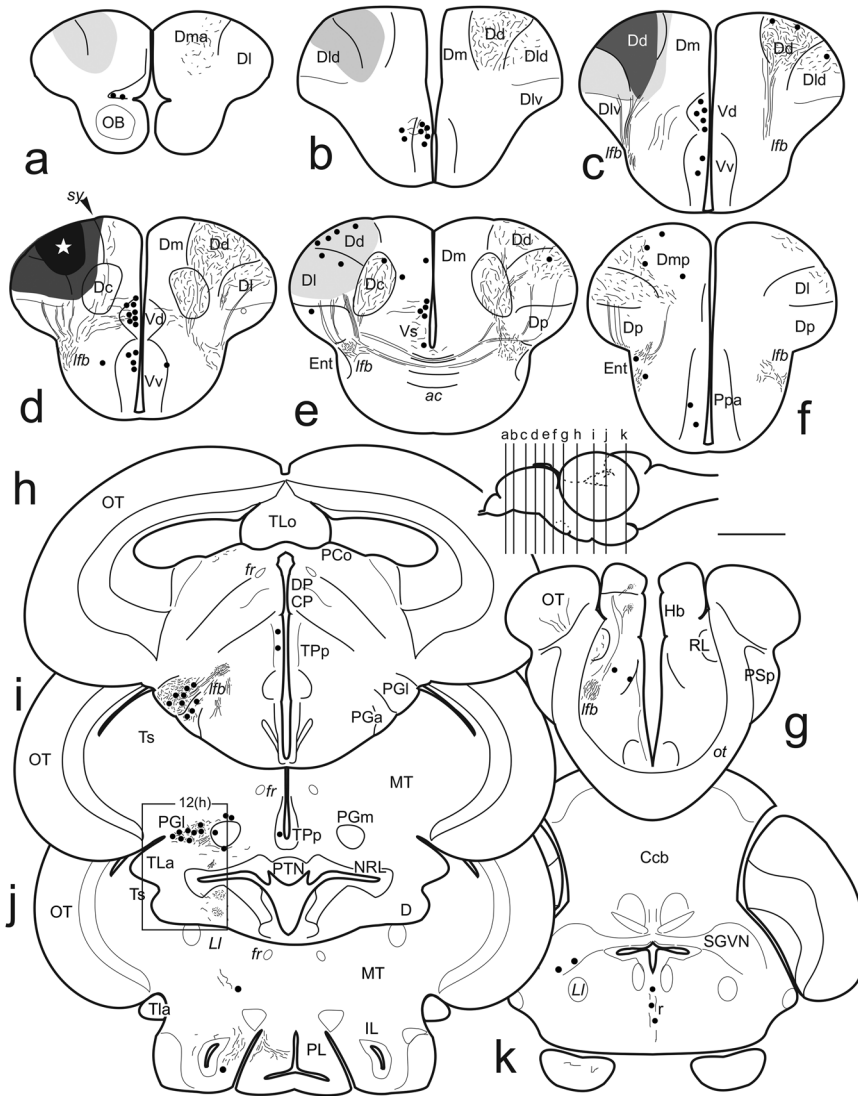 Dma
Dl
OB
a
Dld
Dm
Dd
Dld
Dlv
b
Dd
Dm
Dd
Dld
Dlv
Vd
lfb
Vv
c
sy
Dm
Dd
Dc
Dl
Vd
lfb
Vv
d
Dd
Dm
Dd
Dl
Dc
Dl
Vs
Dp
Ent
lfb
ac
e
Dmp
Dl
Dp
Dp
Ent
lfb
Ppa
f
a b c d e f g h i j k
h
OT
TLo
PCo
fr
DP
CP
TPp
lfb
PGl
PGa
OT
Hb
RL
PSp
lfb
ot
g
i
Ts
OT
MT
fr
12(h)
PGl
PGm
TPp
TLa
PTN
NRL
Ts
D
j
OT
Ll
fr
MT
Tla
IL
PL
Ccb
SGVN
Ll
r
k